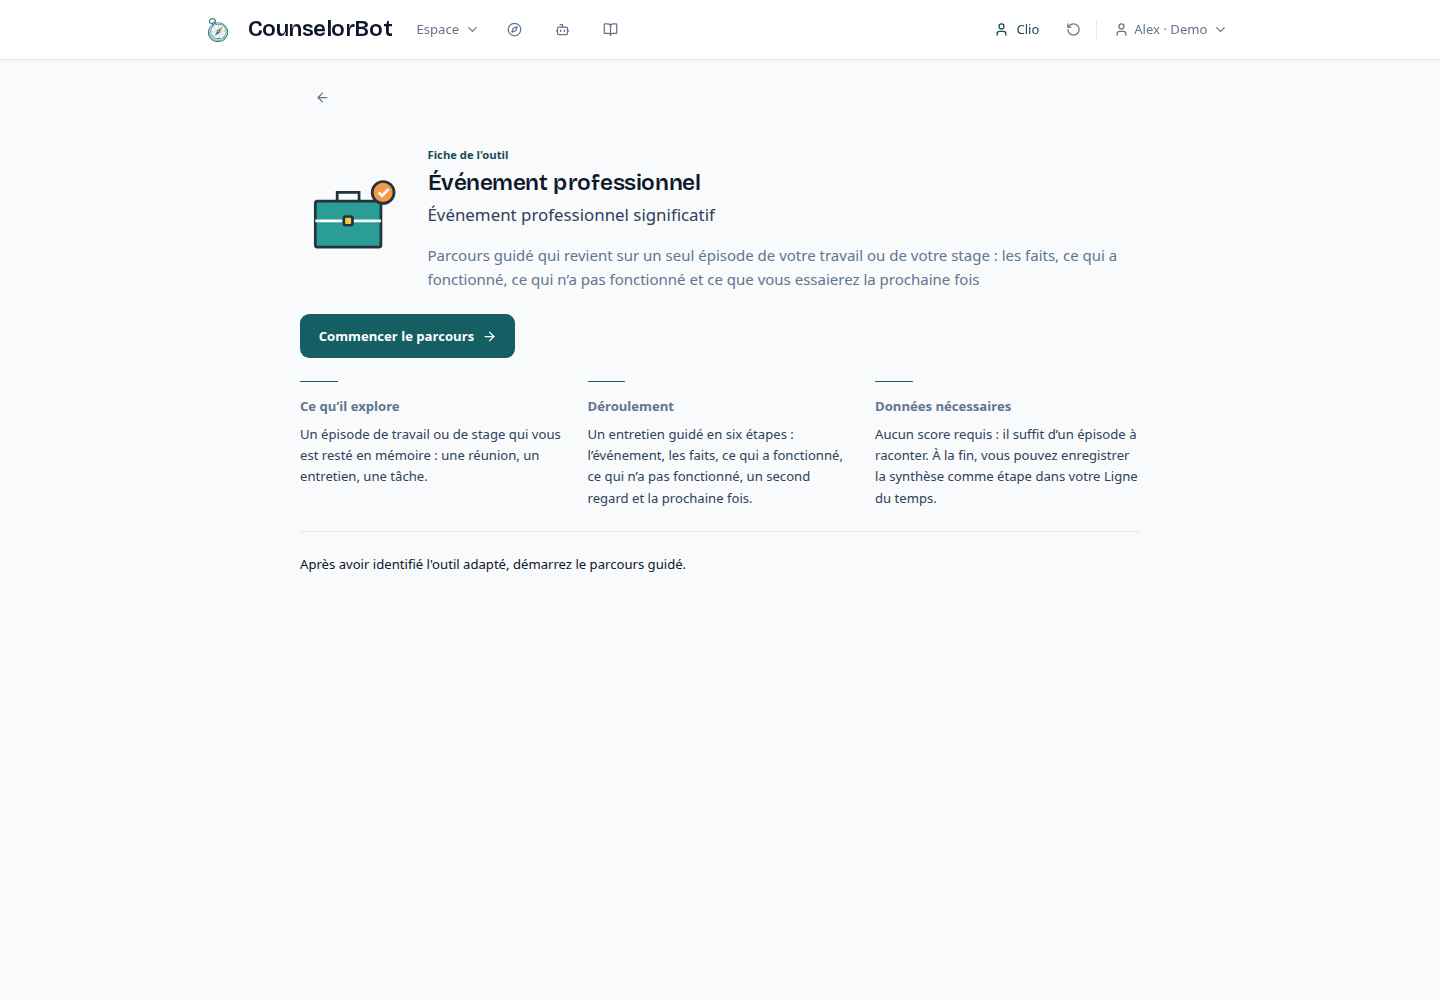 CounselorBot
Espace
Clio
Alex · Demo
Fiche de l'outil
Événement professionnel
Événement professionnel significatif
Parcours guidé qui revient sur un seul épisode de votre travail ou de votre stage : les faits, ce qui a
fonctionné, ce qui n’a pas fonctionné et ce que vous essaierez la prochaine fois
Commencer le parcours
Ce qu’il explore
Un épisode de travail ou de stage qui vous
est resté en mémoire : une réunion, un
entretien, une tâche.
Déroulement
Un entretien guidé en six étapes :
l’événement, les faits, ce qui a fonctionné,
ce qui n’a pas fonctionné, un second
regard et la prochaine fois.
Données nécessaires
Aucun score requis : il suffit d’un épisode à
raconter. À la fin, vous pouvez enregistrer
la synthèse comme étape dans votre Ligne
du temps.
Après avoir identifié l'outil adapté, démarrez le parcours guidé.